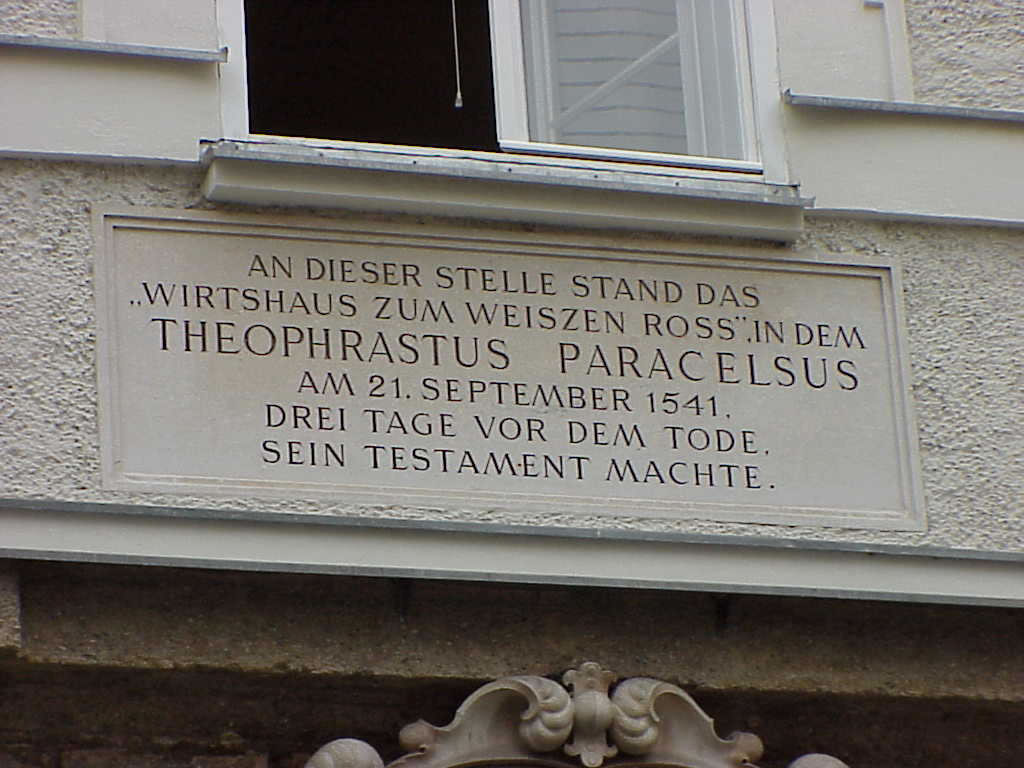 AN DIESER STELLE STAND DAS
„WIRTSHAUS ZUM WEISZEN ROSS”, IN DEM
THEOPHRASTUS PARACELSUS
AM 21. SEPTEMBER 1541,
DREI TAGE VOR DEM TODE,
SEIN TESTAMENT MACHTE.